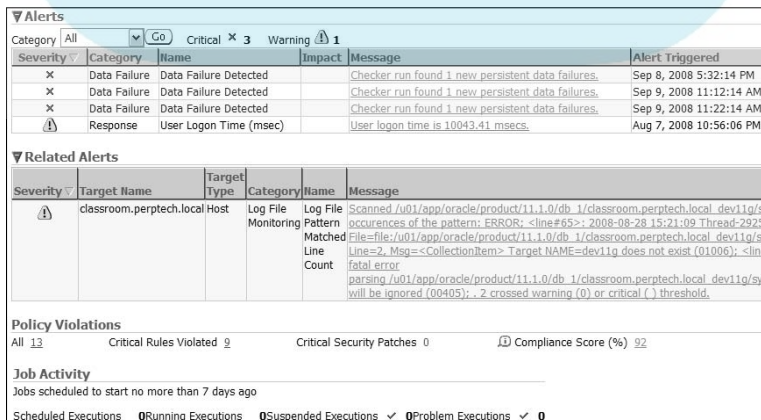 Alerts
Category All Go Critical × 3 Warning 1
Severity Category Name Impact Message Alert Triggered
× Data Failure Data Failure Detected Checker run found 1 new persistent data failures. Sep 8, 2008 5:32:14 PM
× Data Failure Data Failure Detected Checker run found 1 new persistent data failures. Sep 9, 2008 11:12:14 AM
× Data Failure Data Failure Detected Checker run found 1 new persistent data failures. Sep 9, 2008 11:22:14 AM
Response User Logon Time (msec) User logon time is 10043.41 msecs. Aug 7, 2008 10:56:06 PM
Related Alerts
Target
Severity Target Name Type Category Name Message
classroom.perptech.local Host Log File Log File Scanned /u01/app/oracle/product/11.1.0/db_1/classroom.perptech.local_dev11g/s
Monitoring Pattern occurences of the pattern: ERROR; <line#65>: 2008-08-28 15:21:09 Thread-2925
Matched File=file:/u01/app/oracle/product/11.1.0/db_1/classroom.perptech.local_dev11g/s
Line Line=2, Msg=<CollectionItem> Target NAME=dev11g does not exist (01006); <lin
Count fatal error
parsing /u01/app/oracle/product/11.1.0/db_1/classroom.perptech.local_dev11g/sy
will be ignored (00405); . 2 crossed warning (0) or critical ( ) threshold.
Policy Violations
All 13 Critical Rules Violated 9 Critical Security Patches 0 Compliance Score (%) 92
Job Activity
Jobs scheduled to start no more than 7 days ago
Scheduled Executions 0 Running Executions 0 Suspended Executions ✓ 0 Problem Executions ✓ 0